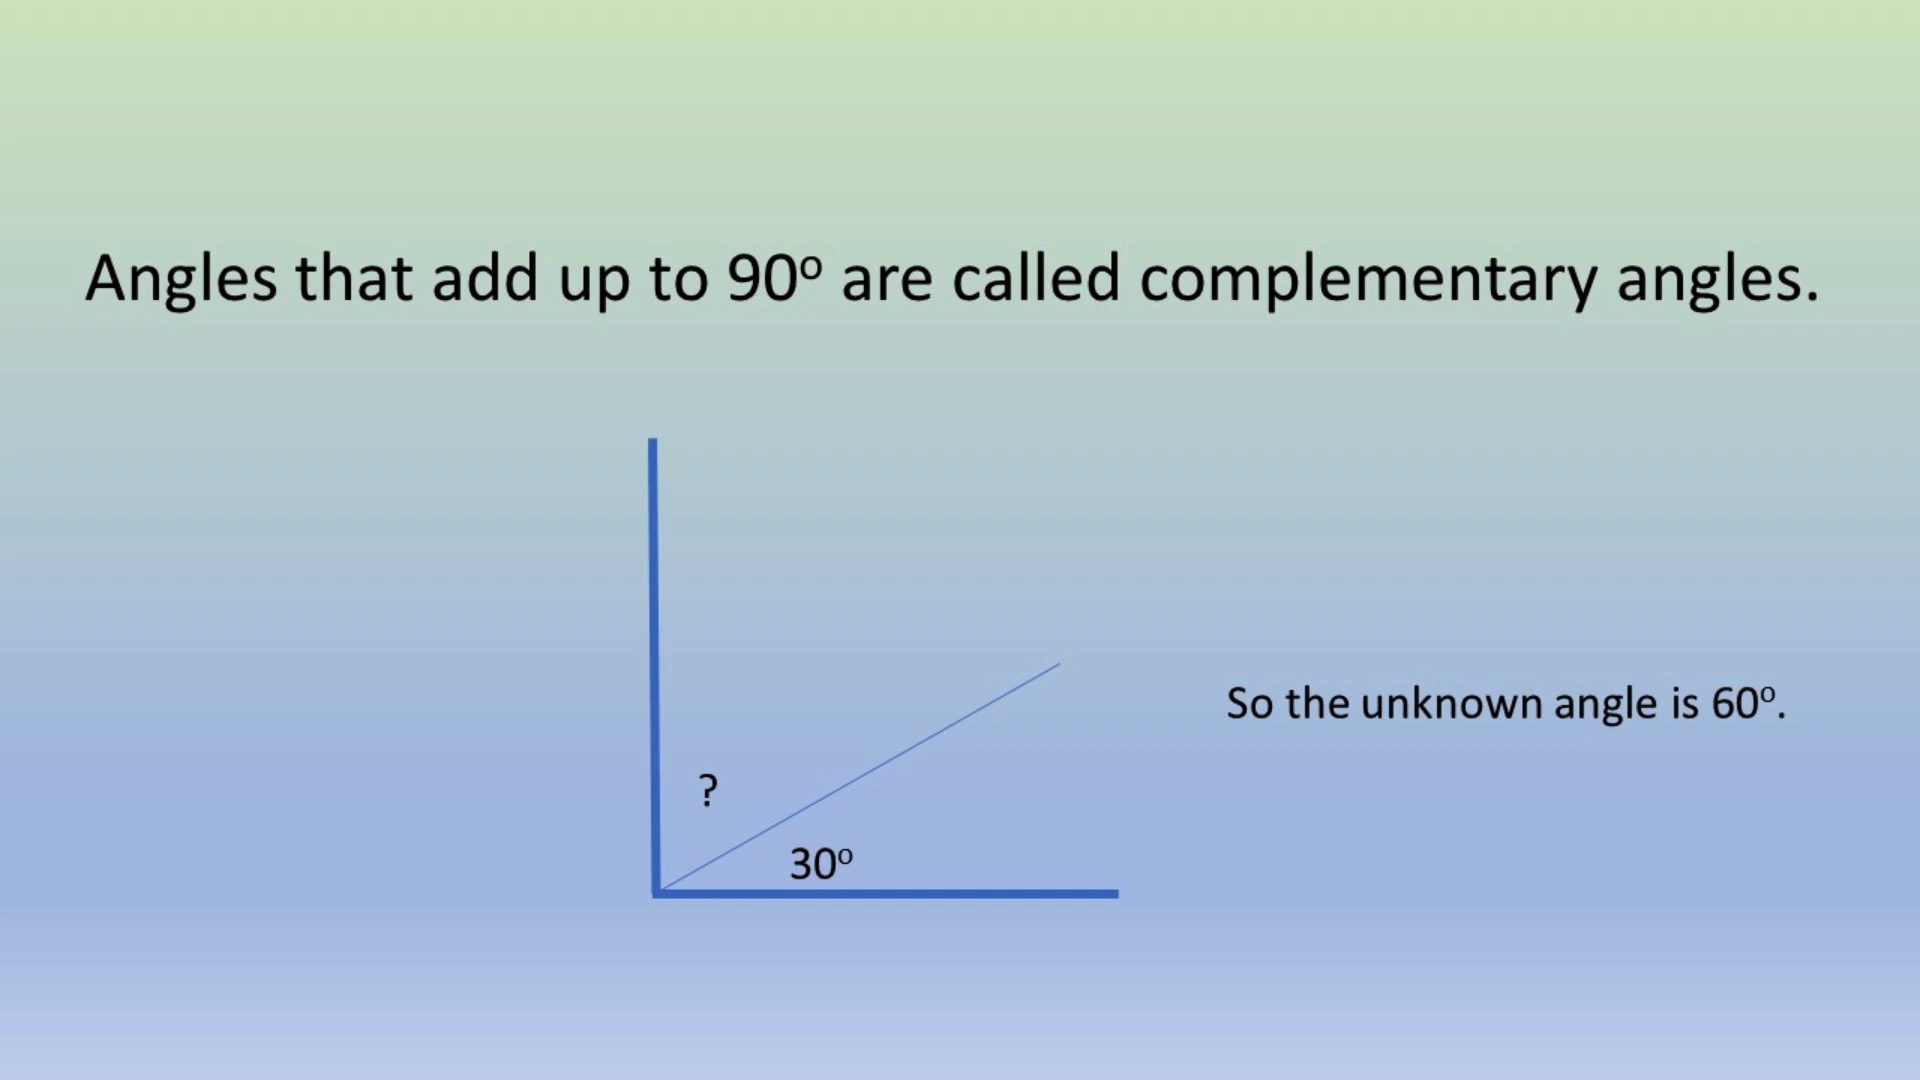 Angles that add up to 90º are called complementary angles.
So the unknown angle is 60º.
?
30º